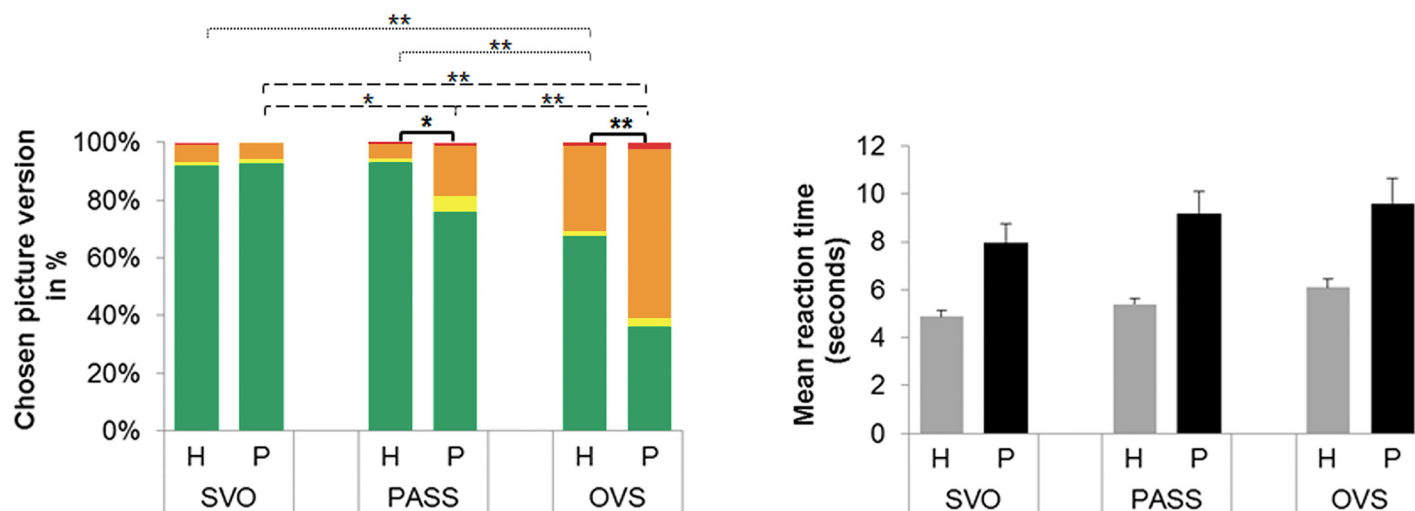 **
**
**
* **
* **
Chosen picture version
in %
100%
80%
60%
40%
20%
0%
H P H P H P
SVO PASS OVS
Mean reaction time
(seconds)
12
10
8
6
4
2
0
H P H P H P
SVO PASS OVS